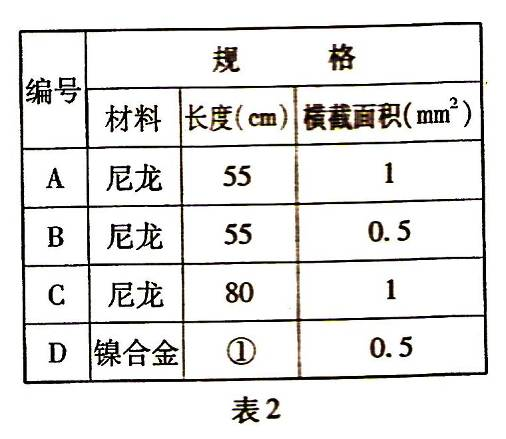 编号 规 格
材料 长度(cm) 横截面积(mm²)
A 尼龙 55 1
B 尼龙 55 0.5
C 尼龙 80 1
D 镍合金 ① 0.5
表2